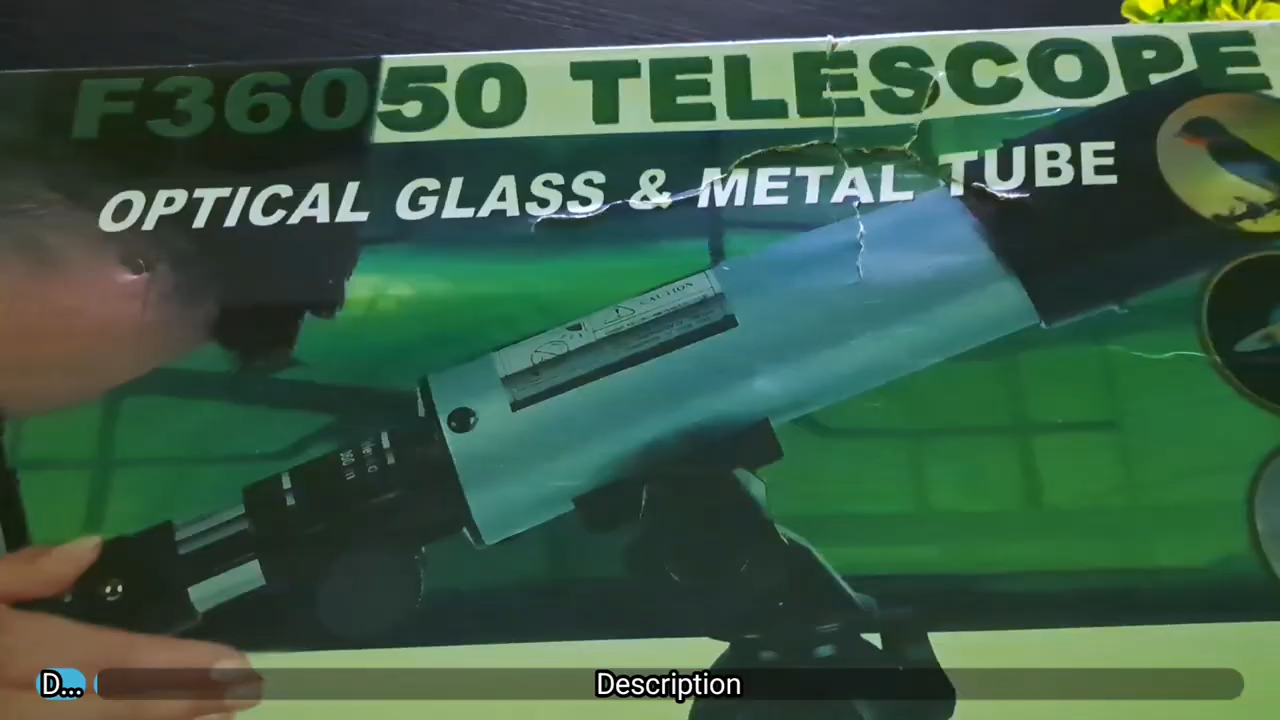 F36050 TELESCOPE
OPTICAL GLASS & METAL TUBE
CAUTION
D...
Description